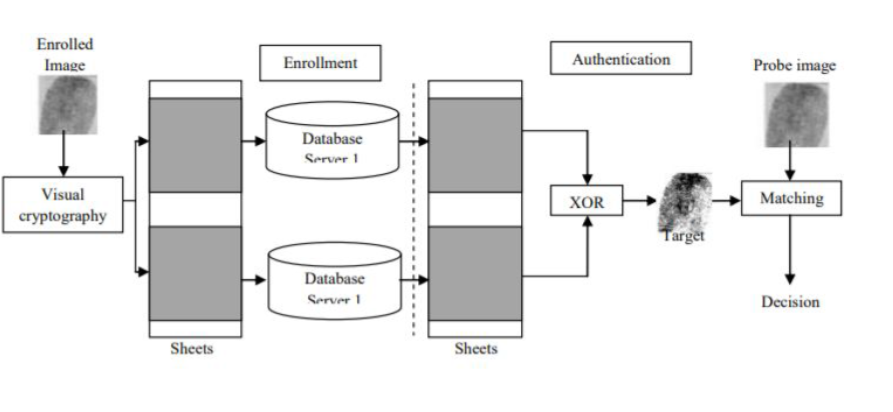 Enrolled
Image
Enrollment
Authentication
Probe image
Database
Server 1
Visual
cryptography
XOR
Matching
Target
Database
Server 1
Decision
Sheets
Sheets